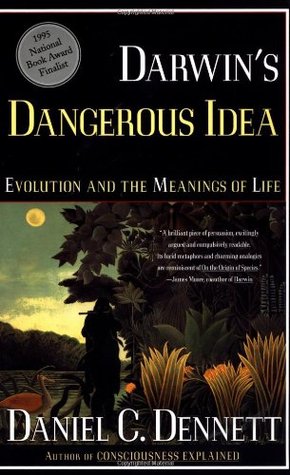 1995
National
Book Award
Finalist
DARWIN'S
DANGEROUS IDEA
EVOLUTION AND THE MEANINGS OF LIFE
"A brilliant piece of persuasion, excitingly
argued and compulsively readable.
Its lucid metaphors and charming analogies
are reminiscent of On the Origin of Species."
—James Moore, coauthor of Darwin
DANIEL C. DENNETT
AUTHOR OF CONSCIOUSNESS EXPLAINED